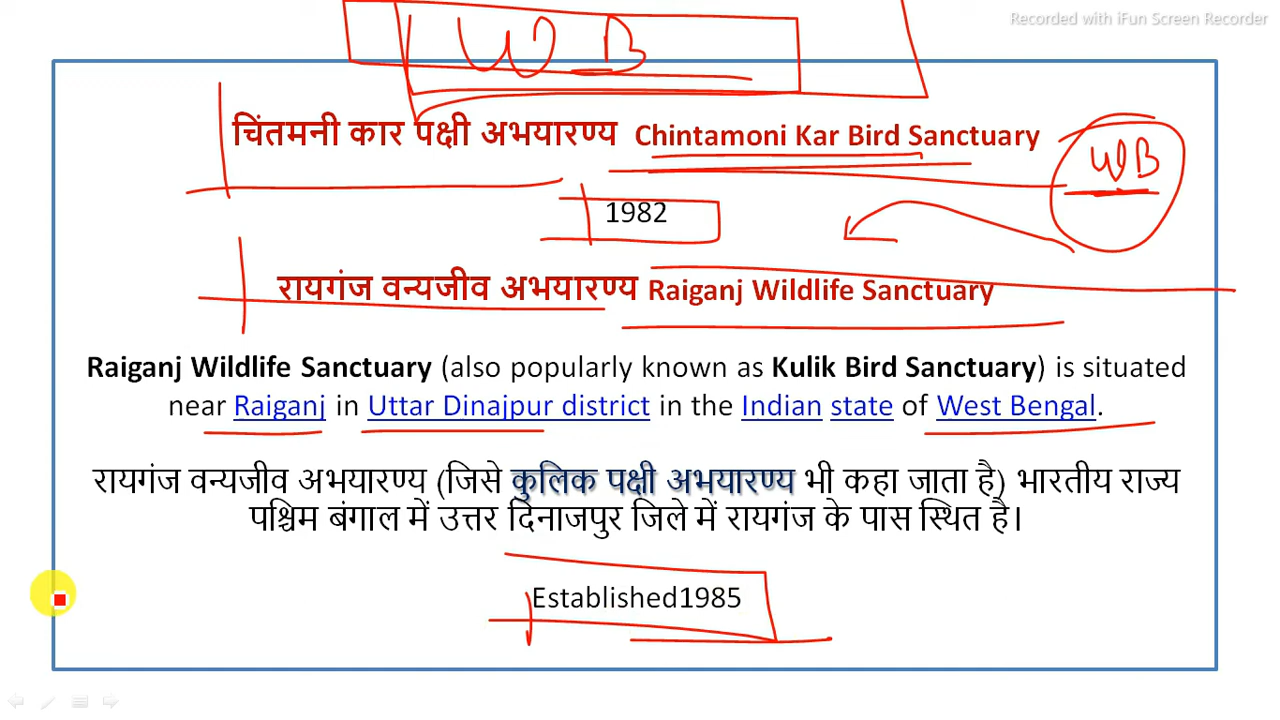 Recorded with iFun Screen Recorder
W B
चिंतमनी कार पक्षी अभयारण्य Chintamoni Kar Bird Sanctuary
WB
1982
रायगंज वन्यजीव अभयारण्य Raiganj Wildlife Sanctuary
Raiganj Wildlife Sanctuary (also popularly known as Kulik Bird Sanctuary) is situated
near Raiganj in Uttar Dinajpur district in the Indian state of West Bengal.
रायगंज वन्यजीव अभयारण्य (जिसे कुलिक पक्षी अभयारण्य भी कहा जाता है) भारतीय राज्य
पश्चिम बंगाल में उत्तर दिनाजपुर जिले में रायगंज के पास स्थित है।
Established1985